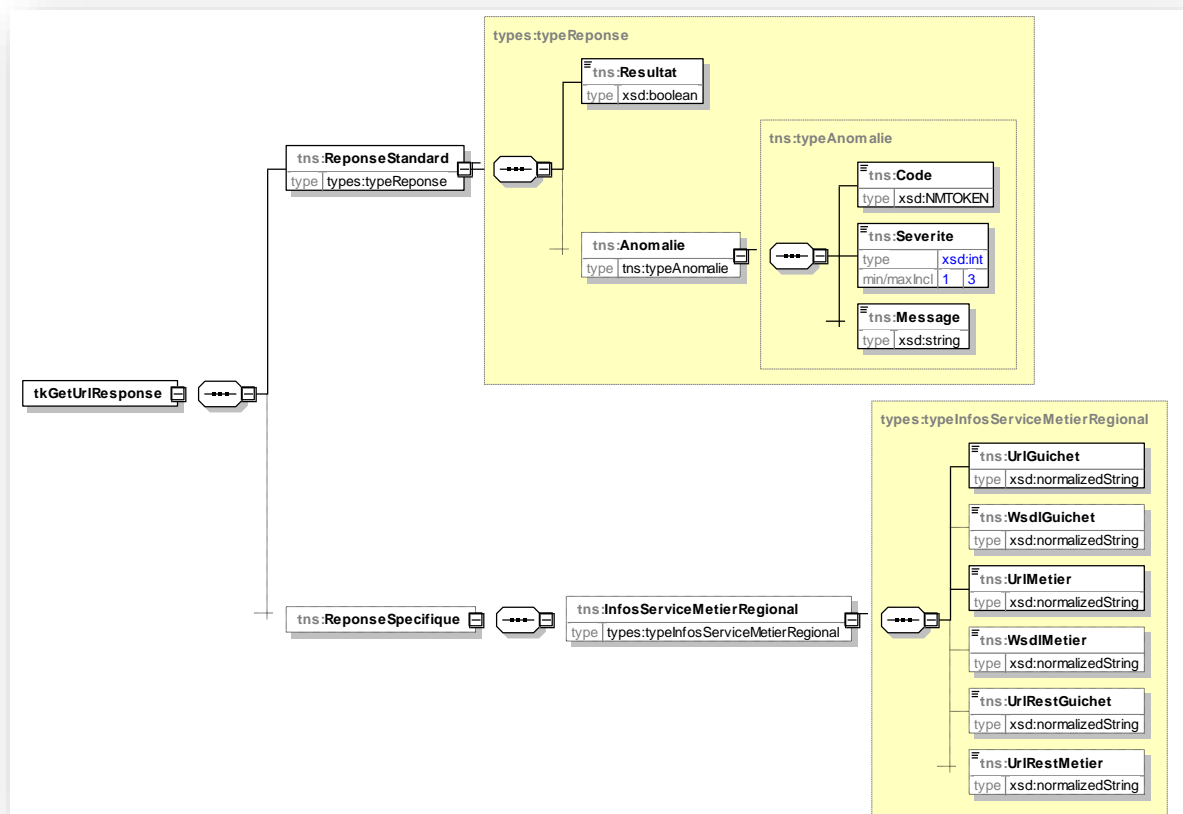 types:typeReponse
tns:Resultat
type xsd:boolean
tns:typeAnomalie
tns:ReponseStandard
type types:typeReponse
tns:Code
type xsd:NMTOKEN
tns:Anomalie
type tns:typeAnomalie
tns:Severite
type xsd:int
min/maxIncl 1 3
tns:Message
type xsd:string
tkGetUrlResponse
types:typeInfosServiceMetierRegional
tns:UrlGuichet
type xsd:normalizedString
tns:WsdlGuichet
type xsd:normalizedString
tns:UrlMetier
type xsd:normalizedString
tns:ReponseSpecifique
tns:InfosServiceMetierRegional
type types:typeInfosServiceMetierRegional
tns:WsdlMetier
type xsd:normalizedString
tns:UrlRestGuichet
type xsd:normalizedString
tns:UrlRestMetier
type xsd:normalizedString